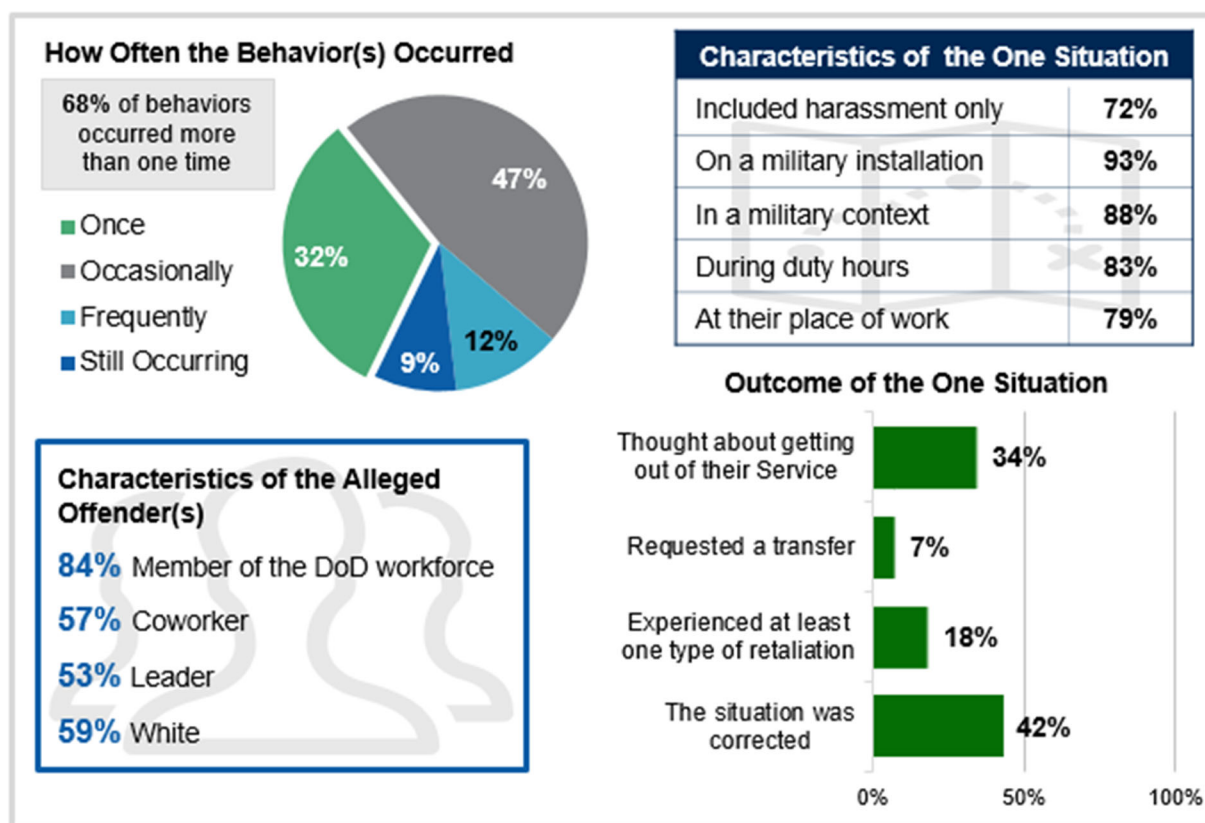 How Often the Behavior(s) Occurred
68% of behaviors
occurred more
than one time
Once
Occasionally
Frequently
Still Occurring
47%
32%
12%
9%
Characteristics of the One Situation
Included harassment only 72%
On a military installation 93%
In a military context 88%
During duty hours 83%
At their place of work 79%
Characteristics of the Alleged
Offender(s)
84% Member of the DoD workforce
57% Coworker
53% Leader
59% White
Outcome of the One Situation
Thought about getting
out of their Service
34%
Requested a transfer
7%
Experienced at least
one type of retaliation
18%
The situation was
corrected
42%
0% 50% 100%